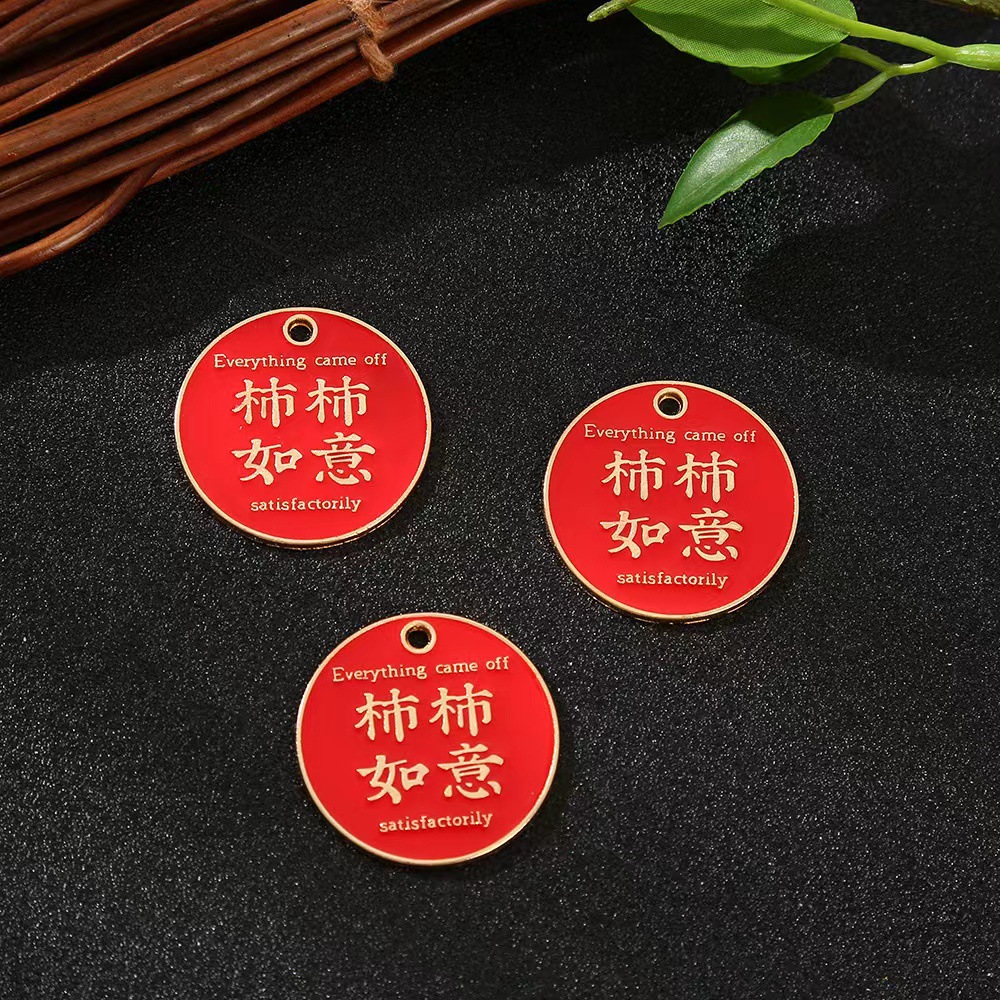 Everything came off
柿柿
如意
satisfactorily
Everything came off
柿柿
如意
satisfactorily
Everything came off
柿柿
如意
satisfactorily